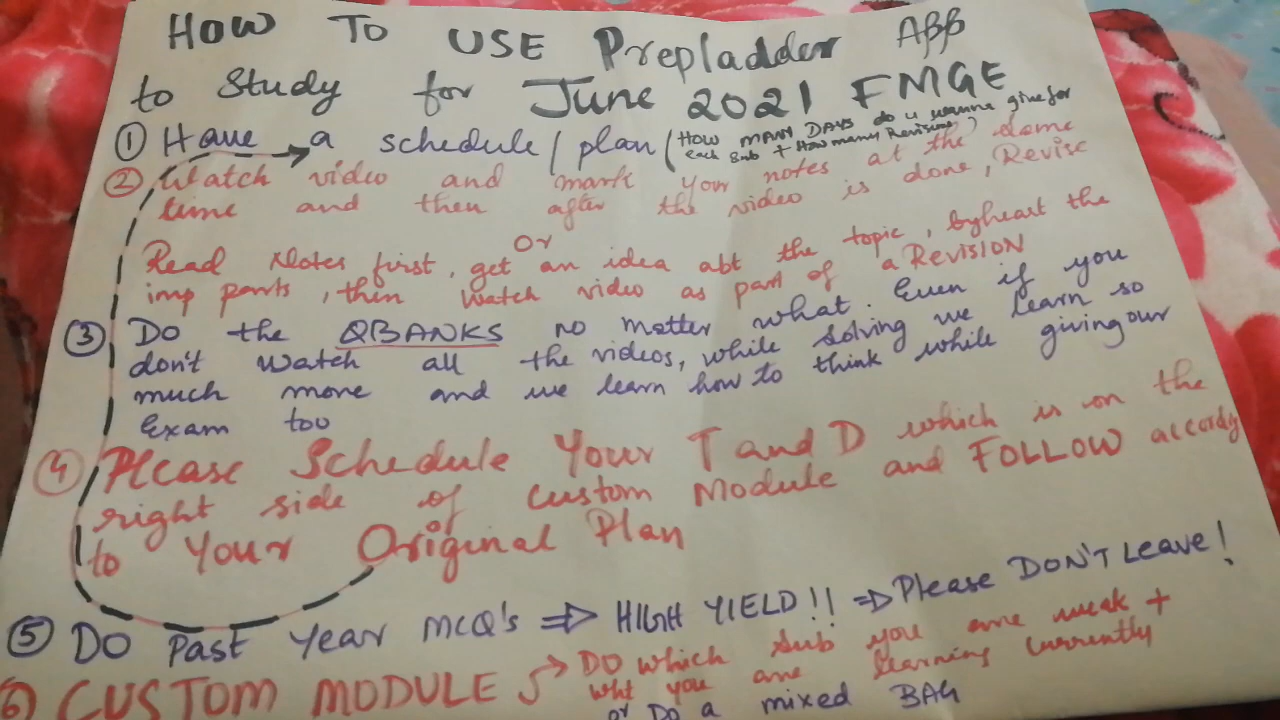 HOW TO USE Prepladder App
to Study for June 2021 FMGE
① Have a schedule / plan (HOW MANY DAYS do u wanna give for
each sub + How many Revisions)
② Watch video and mark your notes at the same
time and then after the video is done, Revise
Or
Read Notes first, get an idea abt the topic, byheart the
imp parts, then watch video as part of a REVISION
③ Do the QBANKS no matter what. Even if you
don't watch all the videos, while solving we learn so
much more and we learn how to think while giving our
Exam too
④ PLEASE Schedule Your T and D which is on the
right side of custom Module and FOLLOW accordy
to Your Original Plan
⑤ DO Past Year MCQ's ⇒ HIGH YIELD!! ⇒ Please DON'T Leave!
⑥ CUSTOM MODULE → DO which sub you are weak +
wht you are learning currently
or Do a mixed BAG